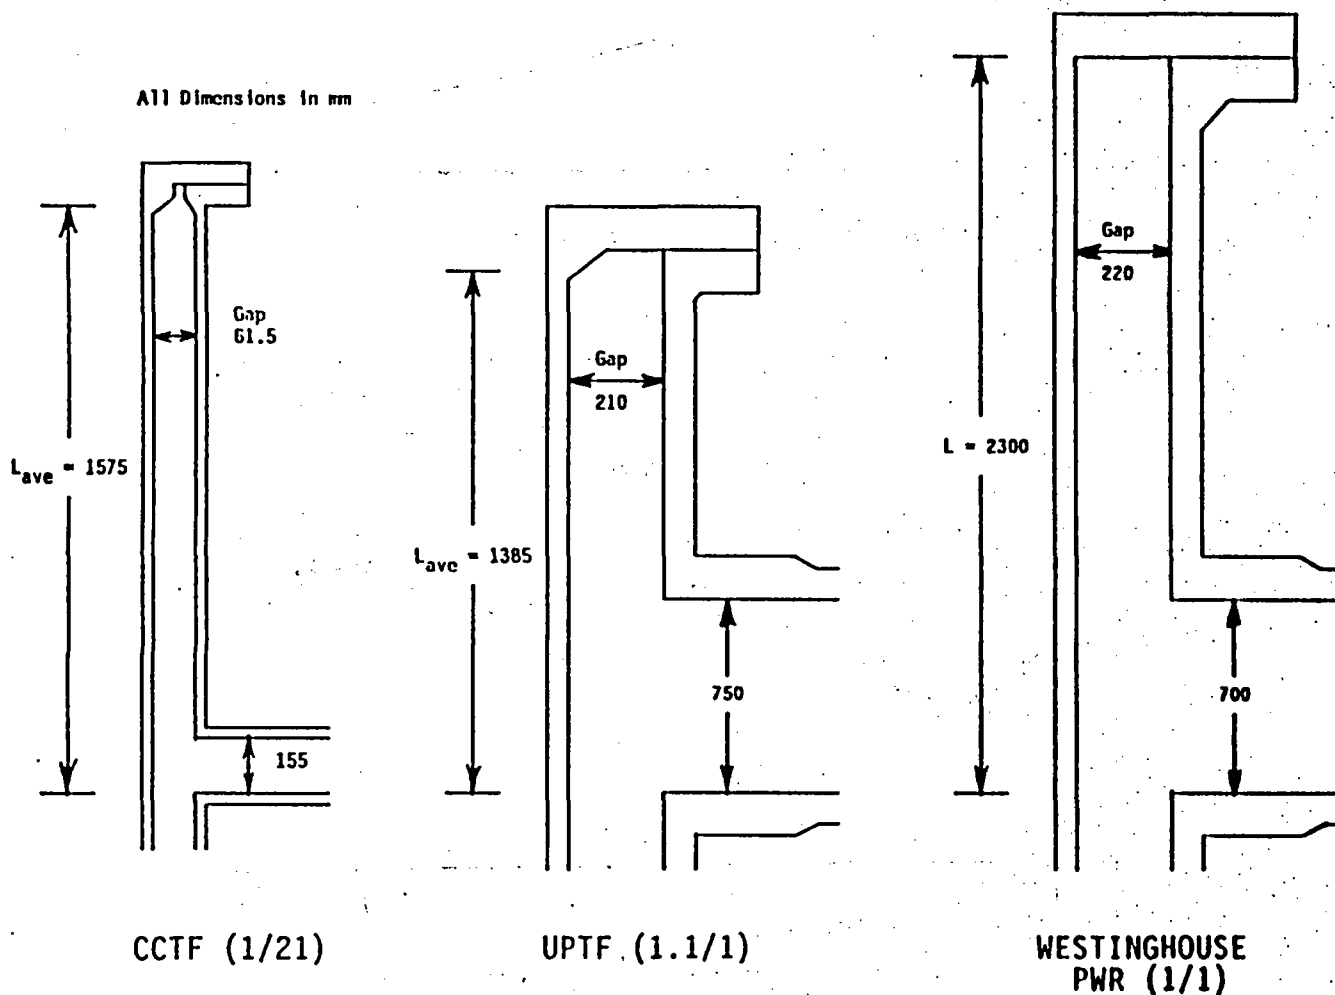 All Dimensions in mm
Gap
61.5
L_ave = 1575
155
CCTF (1/21)
Gap
210
L_ave = 1385
750
UPTF (1.1/1)
Gap
220
L = 2300
700
WESTINGHOUSE
PWR (1/1)